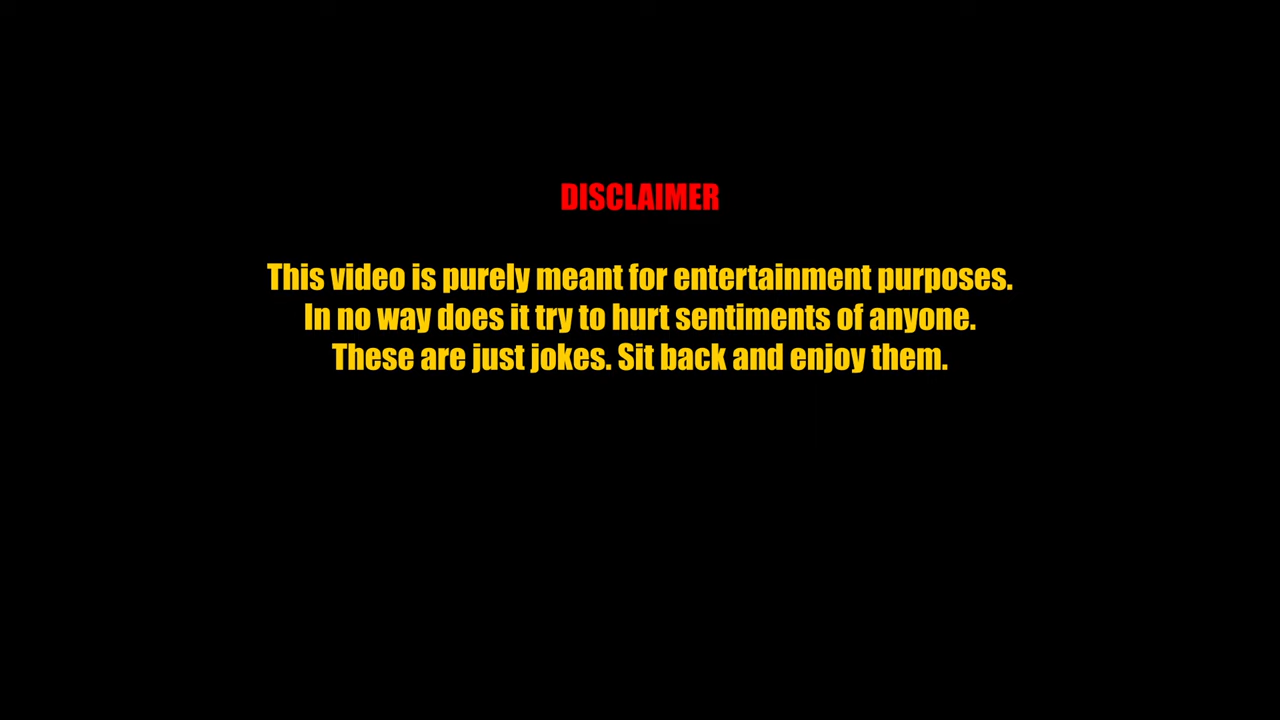 DISCLAIMER
This video is purely meant for entertainment purposes.
In no way does it try to hurt sentiments of anyone.
These are just jokes. Sit back and enjoy them.